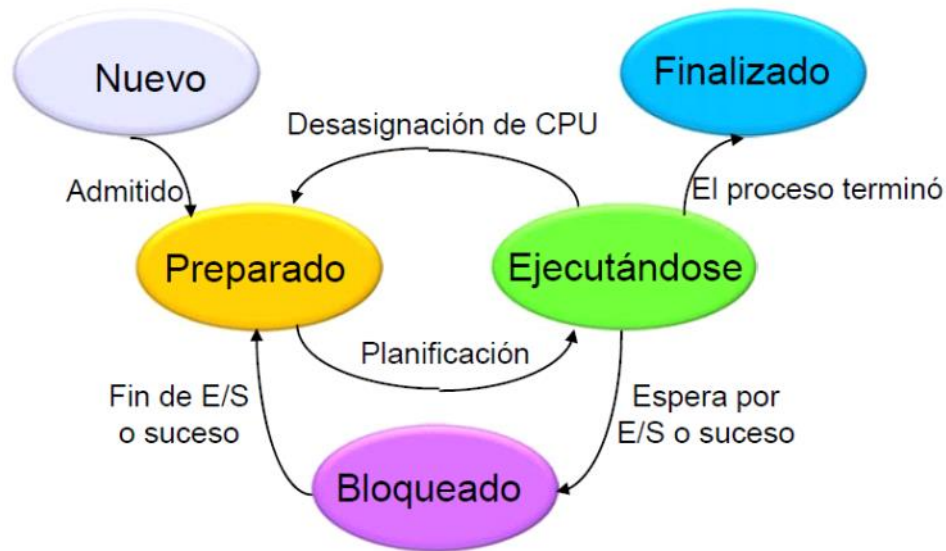 Nuevo
Finalizado
Desasignación de CPU
Admitido
El proceso terminó
Preparado
Ejecutándose
Planificación
Fin de E/S
o suceso
Espera por
E/S o suceso
Bloqueado